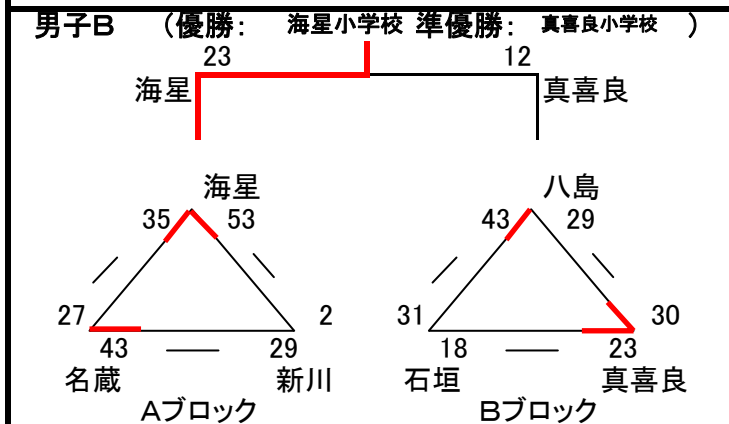 男子B （優勝： 海星小学校 準優勝： 真喜良小学校 ）
23 12
海星 真喜良
海星 八島
35 53 43 29
27 2 31 30
43 29 18 23
名蔵 新川 石垣 真喜良
Aブロック Bブロック